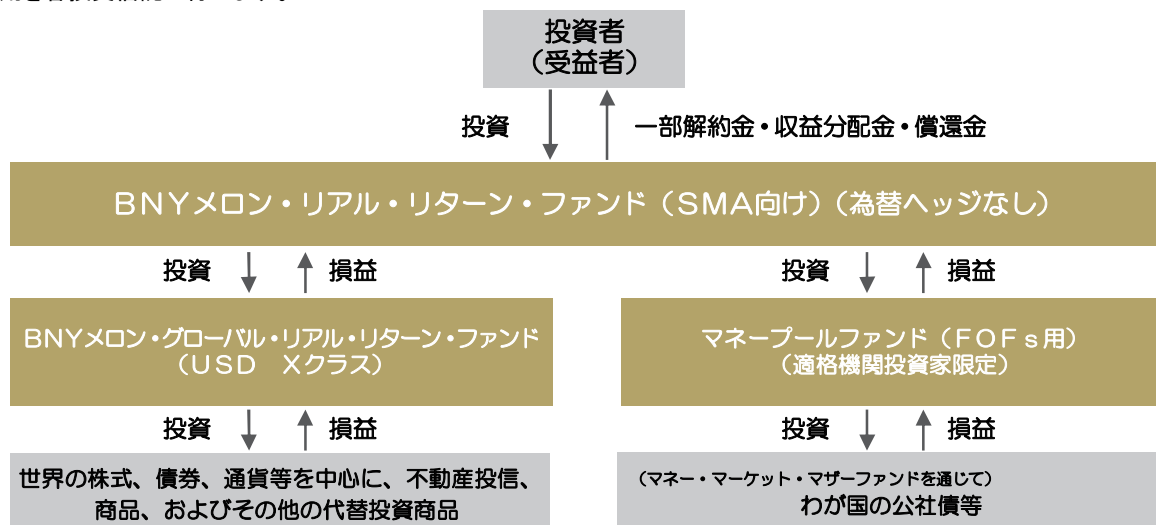 投資者
（受益者）
投資
一部解約金・収益分配金・償還金
ＢＮＹメロン・リアル・リターン・ファンド（ＳＭＡ向け）（為替ヘッジなし）
投資
損益
投資
損益
ＢＮＹメロン・グローバル・リアル・リターン・ファンド
（ＵＳＤ　Ｘクラス）
マネープールファンド（ＦＯＦｓ用）
（適格機関投資家限定）
投資
損益
投資
損益
世界の株式、債券、通貨等を中心に、不動産投信、
商品、およびその他の代替投資商品
（マネー・マーケット・マザーファンドを通じて）
わが国の公社債等